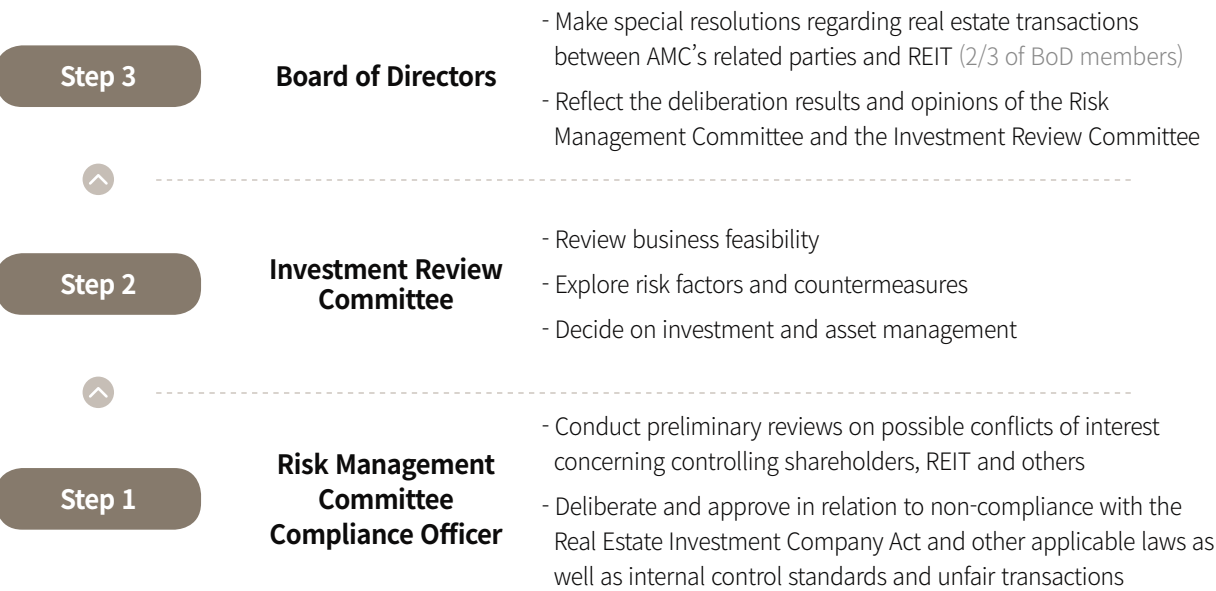 Step 3
Board of Directors
- Make special resolutions regarding real estate transactions
between AMC's related parties and REIT (2/3 of BoD members)
- Reflect the deliberation results and opinions of the Risk
Management Committee and the Investment Review Committee
Step 2
Investment Review
Committee
- Review business feasibility
- Explore risk factors and countermeasures
- Decide on investment and asset management
Step 1
Risk Management
Committee
Compliance Officer
- Conduct preliminary reviews on possible conflicts of interest
concerning controlling shareholders, REIT and others
- Deliberate and approve in relation to non-compliance with the
Real Estate Investment Company Act and other applicable laws as
well as internal control standards and unfair transactions